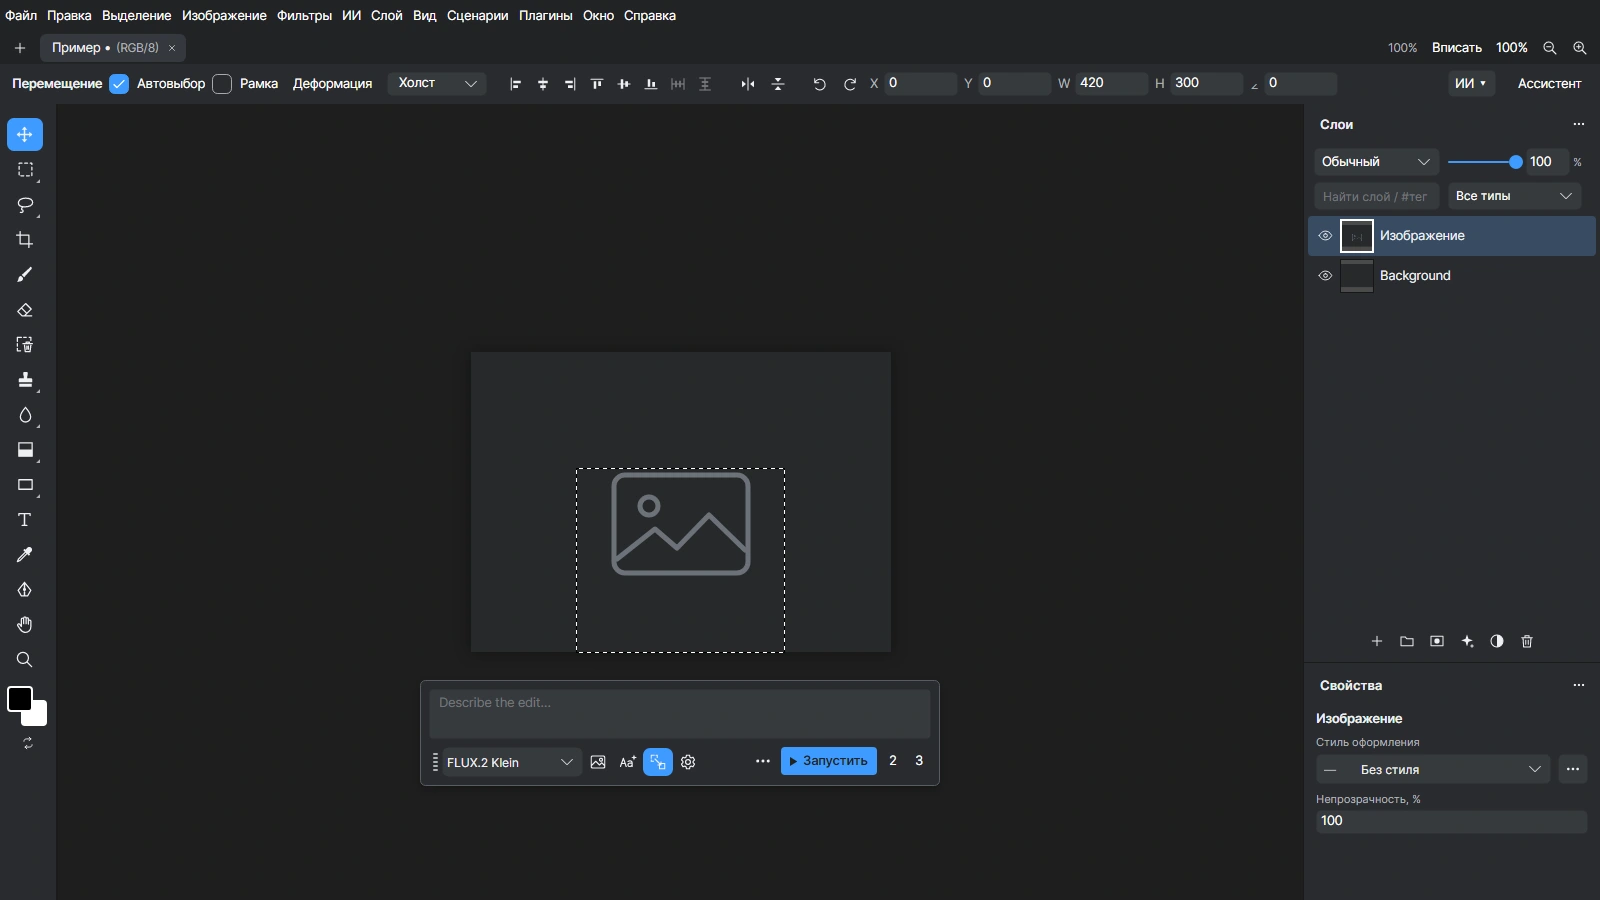 Файл Правка Выделение Изображение Фильтры ИИ Слой Вид Сценарии Плагины Окно Справка
Пример • (RGB/8) × 100% Вписать 100%
Перемещение Автовыбор Рамка Деформация Холст X 0 Y 0 W 420 H 300 0 ИИ Ассистент
Слои
Обычный 100 %
Найти слой / #тег Все типы
Изображение
Background
Describe the edit...
FLUX.2 Klein Aa+ Запустить 2 3
Свойства
Изображение
Стиль оформления
— Без стиля
Непрозрачность, %
100